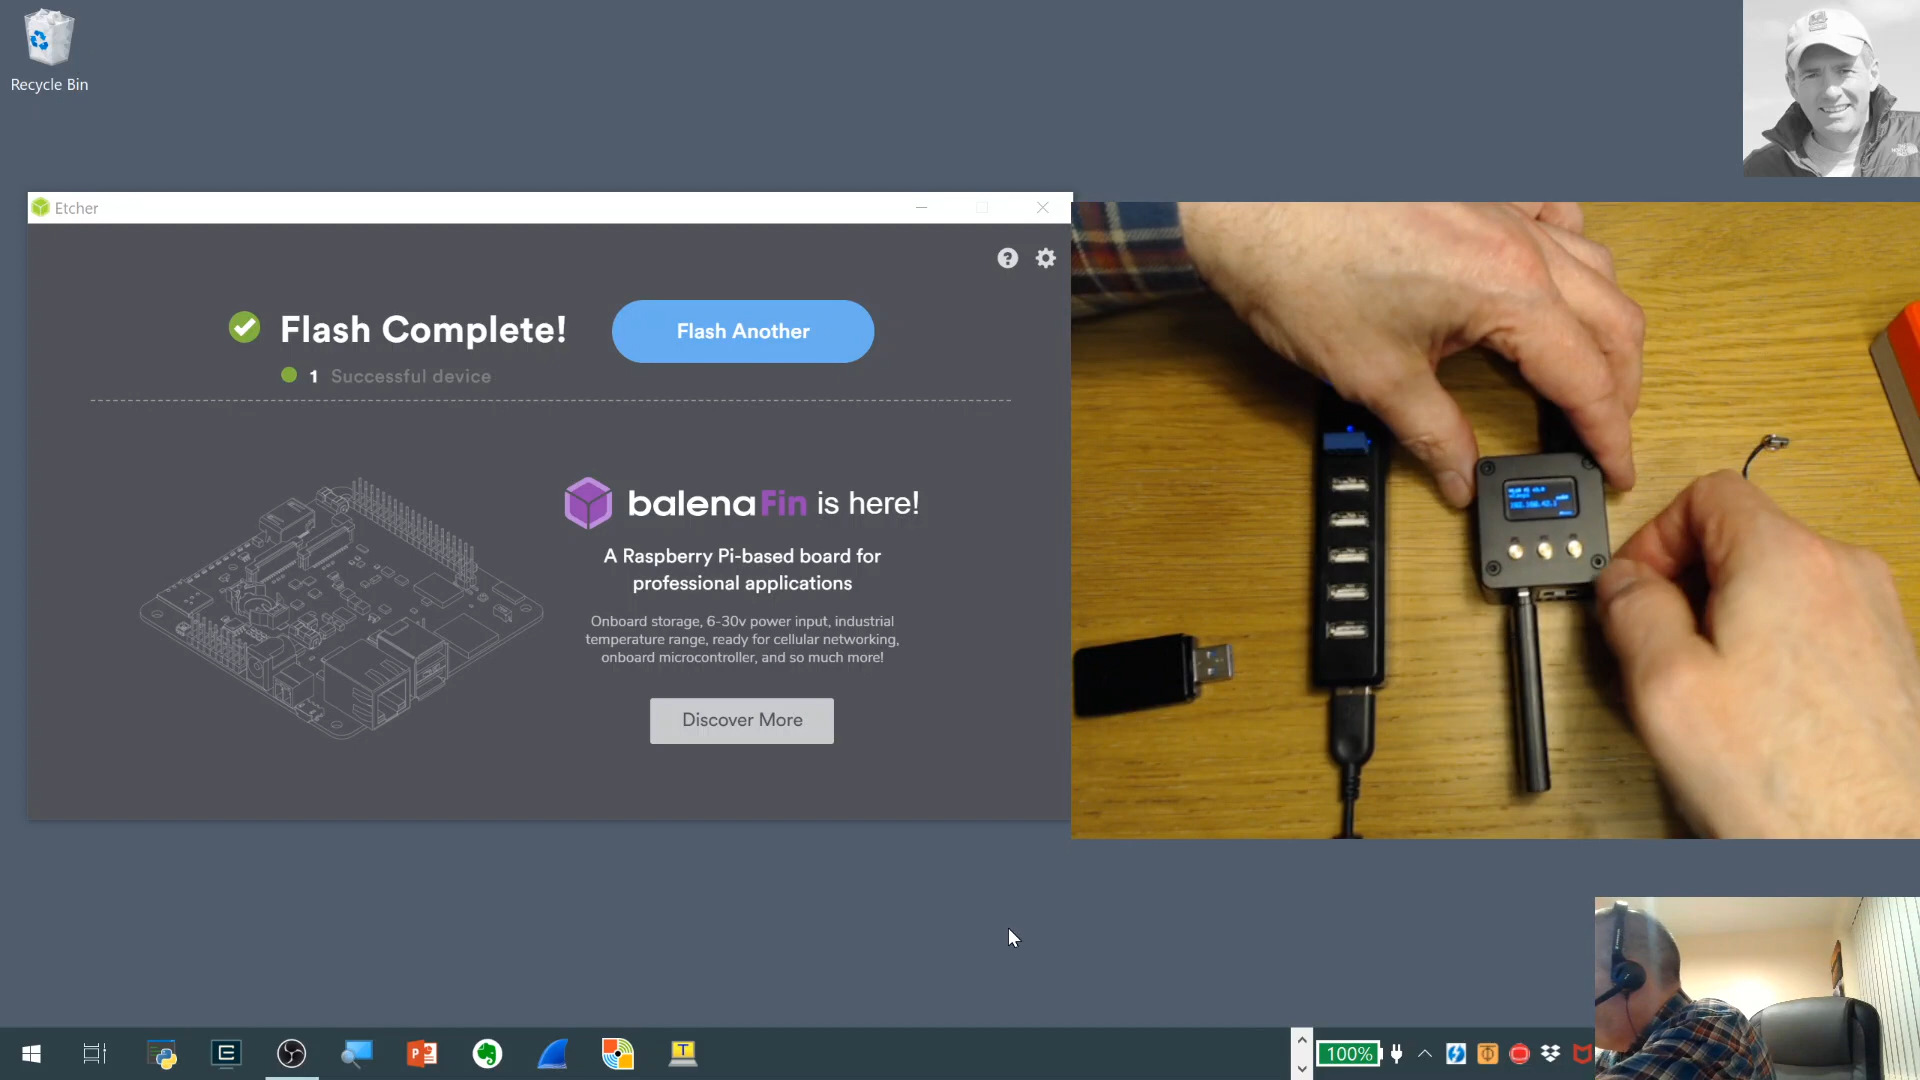 Recycle Bin
Etcher
Flash Complete!
Flash Another
1 Successful device
balenaFin is here!
A Raspberry Pi-based board for
professional applications
Onboard storage, 6-30v power input, industrial
temperature range, ready for cellular networking,
onboard microcontroller, and so much more!
Discover More
100%